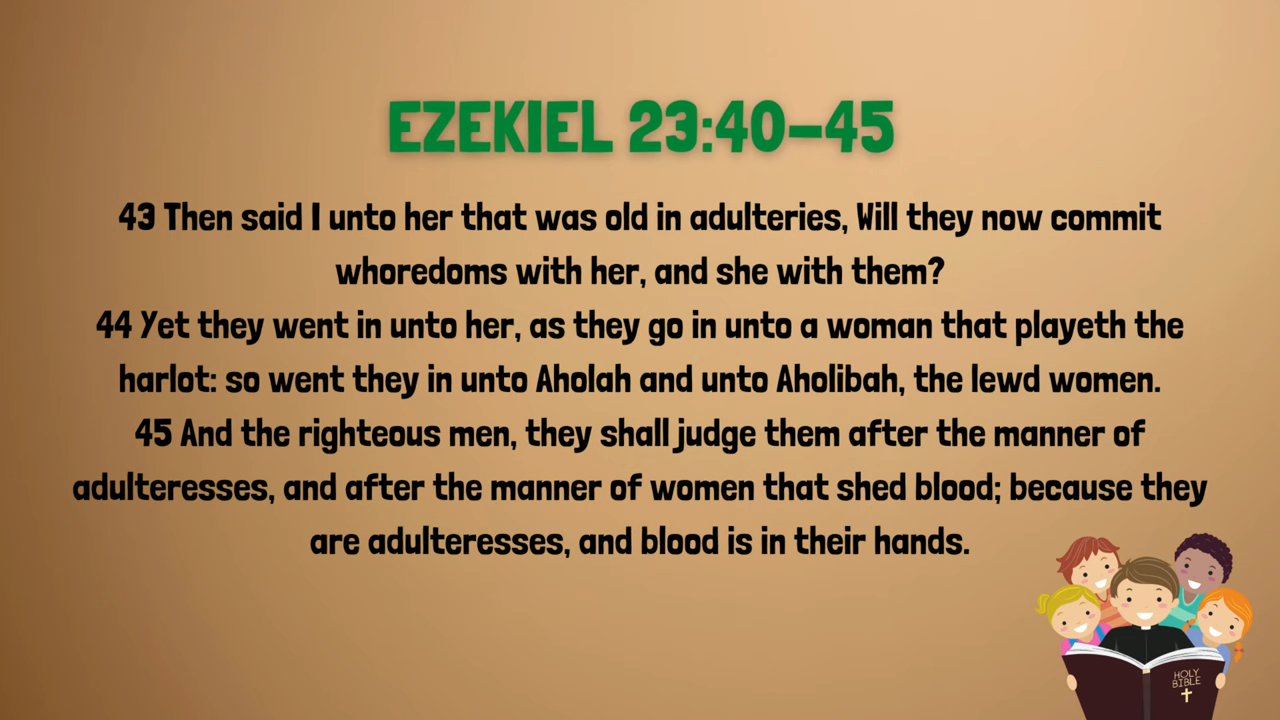 EZEKIEL 23:40–45
43 Then said I unto her that was old in adulteries, Will they now commit
whoredoms with her, and she with them?
44 Yet they went in unto her, as they go in unto a woman that playeth the
harlot: so went they in unto Aholah and unto Aholibah, the lewd women.
45 And the righteous men, they shall judge them after the manner of
adulteresses, and after the manner of women that shed blood; because they
are adulteresses, and blood is in their hands.
HOLY
BIBLE